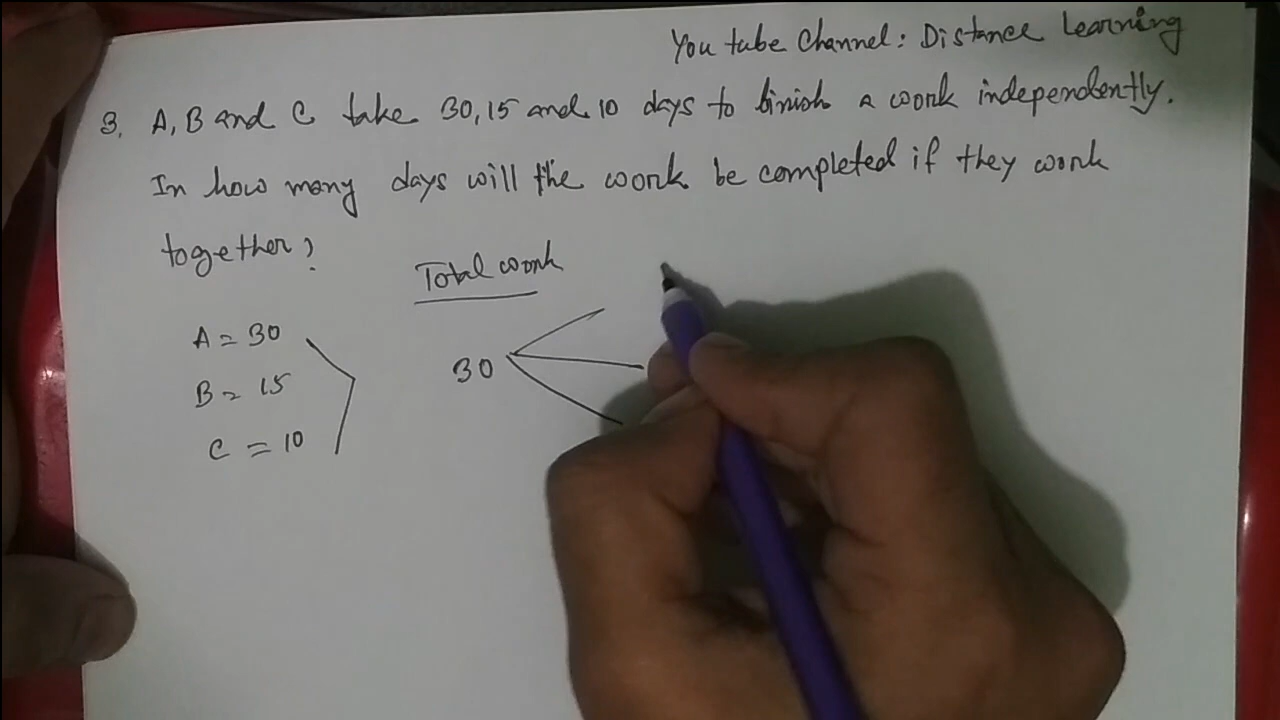 You tube Channel: Distance Learning
3. A, B and C take 30, 15 and 10 days to finish a work independently.
In how many days will the work be completed if they work
together?
Total work
A = 30
B = 15
C = 10
30